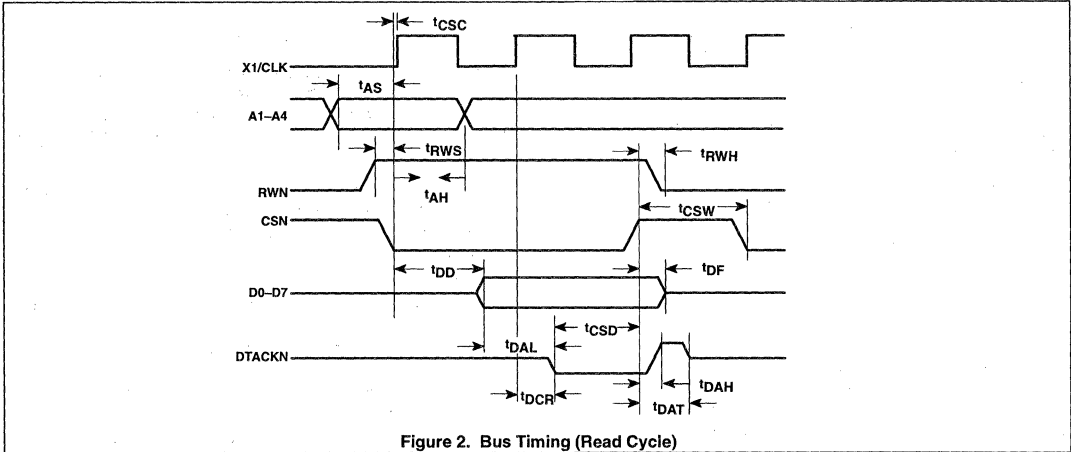 tCSC
X1/CLK
tAS
A1–A4
tRWS
tRWH
RWN
tAH
tCSW
CSN
tDD
tDF
D0–D7
tCSD
tDAL
DTACKN
tDAH
tDCR
tDAT
Figure 2. Bus Timing (Read Cycle)